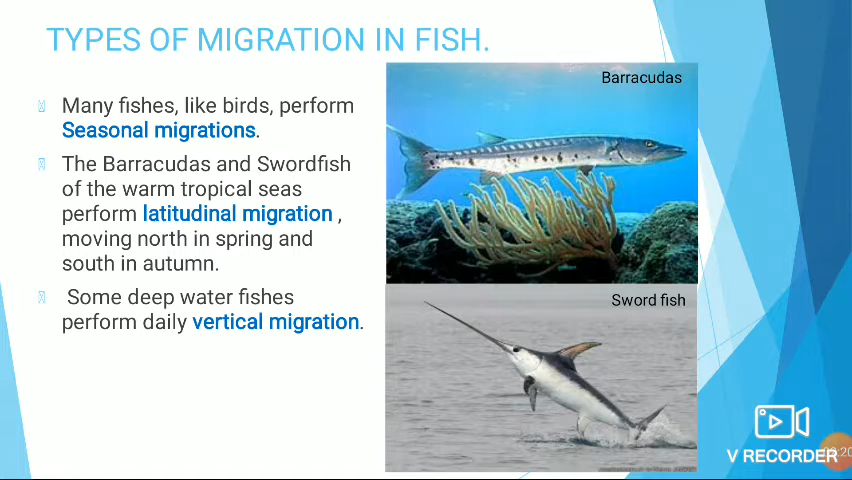 TYPES OF MIGRATION IN FISH.
Many fishes, like birds, perform
Seasonal migrations.
The Barracudas and Swordfish
of the warm tropical seas
perform latitudinal migration ,
moving north in spring and
south in autumn.
Some deep water fishes
perform daily vertical migration.
Barracudas
Sword fish
V RECORDER